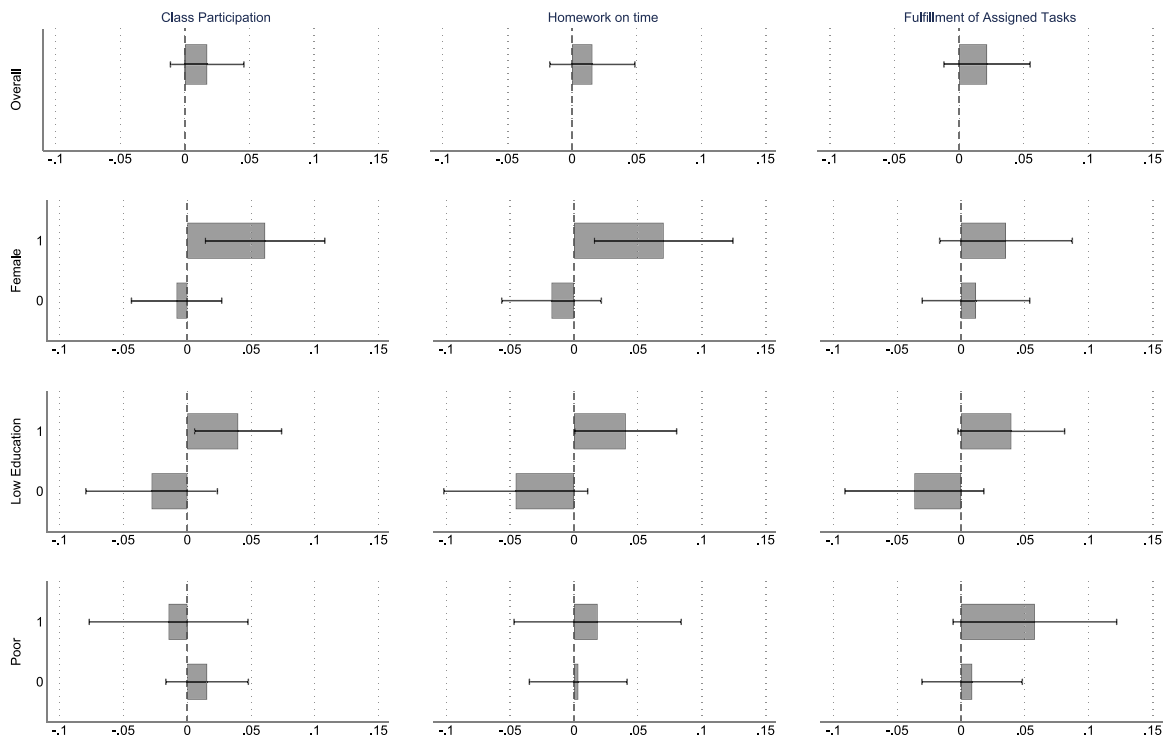 Class Participation Homework on time Fulfillment of Assigned Tasks
Overall
-.1 -.05 0 .05 .1 .15 -.1 -.05 0 .05 .1 .15 -.1 -.05 0 .05 .1 .15
Female
1
0
-.1 -.05 0 .05 .1 .15 -.1 -.05 0 .05 .1 .15 -.1 -.05 0 .05 .1 .15
Low Education
1
0
-.1 -.05 0 .05 .1 .15 -.1 -.05 0 .05 .1 .15 -.1 -.05 0 .05 .1 .15
Poor
1
0
-.1 -.05 0 .05 .1 .15 -.1 -.05 0 .05 .1 .15 -.1 -.05 0 .05 .1 .15